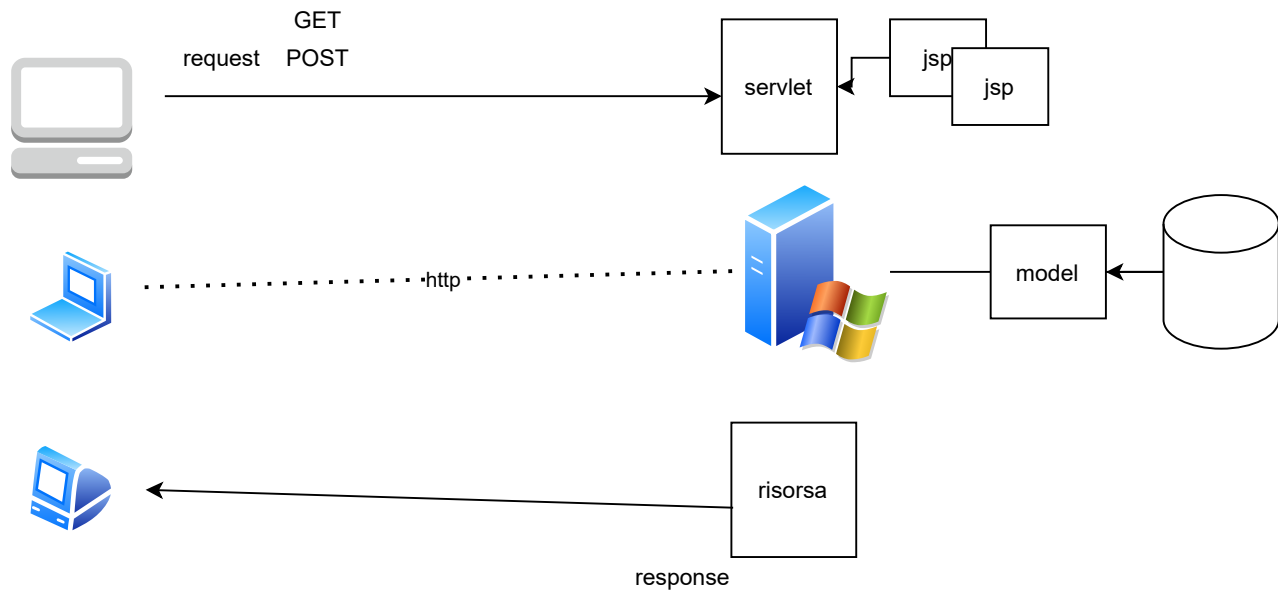 GET
request POST
servlet
jsp
jsp
http
model
risorsa
response